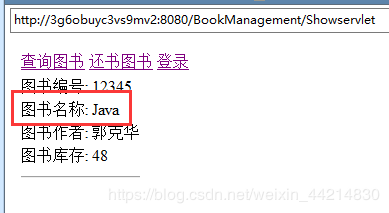 http://3g6obuyc3vs9mv2:8080/BookManagement/Showservlet
查询图书 还书图书 登录
图书编号: 12345
图书名称: Java
图书作者: 郭克华
图书库存: 48
https://blog.csdn.net/weixin_44214830